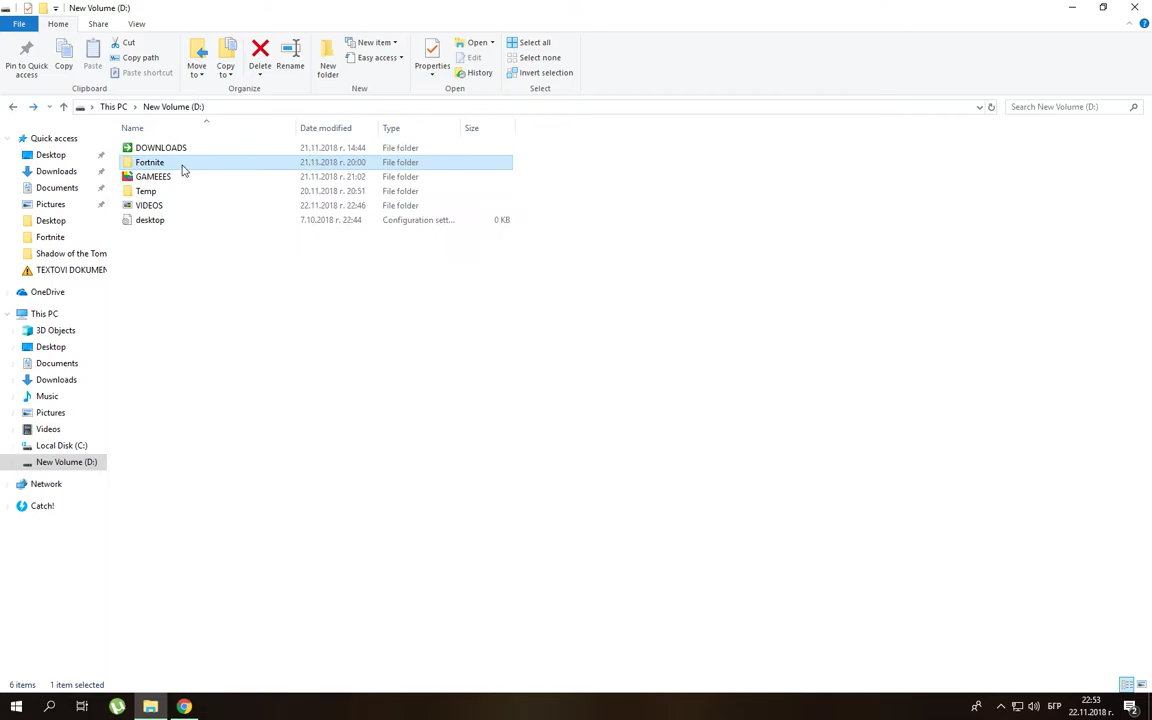 New Volume (D:)
File Home Share View
Pin to Quick access
Copy
Paste
Cut
Copy path
Paste shortcut
Clipboard
Move to
Copy to
Delete
Rename
Organize
New folder
New item
Easy access
New
Properties
Open
Edit
History
Open
Select all
Select none
Invert selection
Select
This PC New Volume (D:)
Search New Volume (D:)
Name Date modified Type Size
DOWNLOADS 21.11.2018 г. 14:44 File folder
Fortnite 21.11.2018 г. 20:00 File folder
GAMEEES 21.11.2018 г. 21:02 File folder
Temp 20.11.2018 г. 20:51 File folder
VIDEOS 22.11.2018 г. 22:46 File folder
desktop 7.10.2018 г. 22:44 Configuration sett... 0 KB
Quick access
Desktop
Downloads
Documents
Pictures
Desktop
Fortnite
Shadow of the Tom
TEXTOVI DOKUMEN
OneDrive
This PC
3D Objects
Desktop
Documents
Downloads
Music
Pictures
Videos
Local Disk (C:)
New Volume (D:)
Network
Catch!
6 items 1 item selected
БГР
22:53
22.11.2018 г.
2